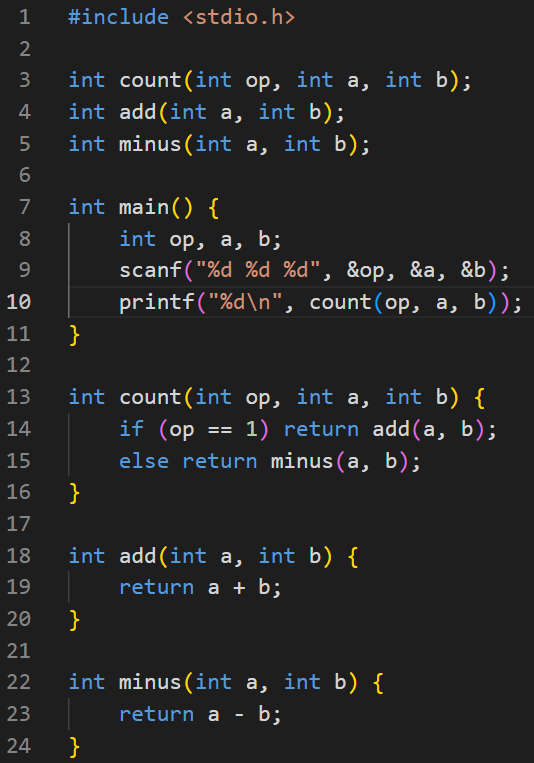 1 #include <stdio.h>
2
3 int count(int op, int a, int b);
4 int add(int a, int b);
5 int minus(int a, int b);
6
7 int main() {
8     int op, a, b;
9     scanf("%d %d %d", &op, &a, &b);
10     printf("%d\n", count(op, a, b));
11 }
12
13 int count(int op, int a, int b) {
14     if (op == 1) return add(a, b);
15     else return minus(a, b);
16 }
17
18 int add(int a, int b) {
19     return a + b;
20 }
21
22 int minus(int a, int b) {
23     return a - b;
24 }